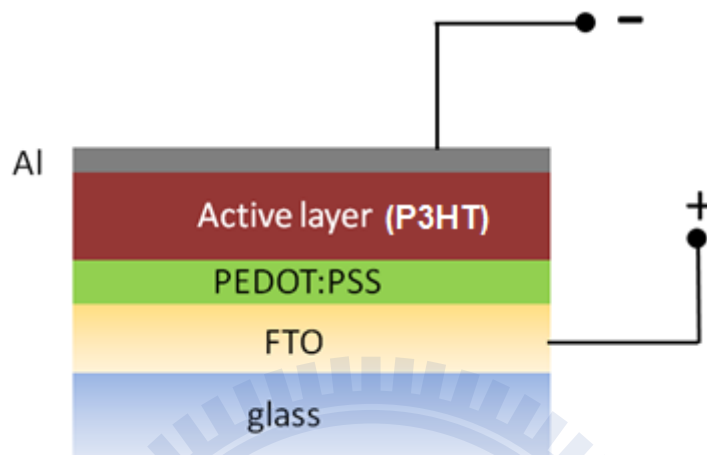 -
Al
Active layer (P3HT)
+
PEDOT:PSS
FTO
glass